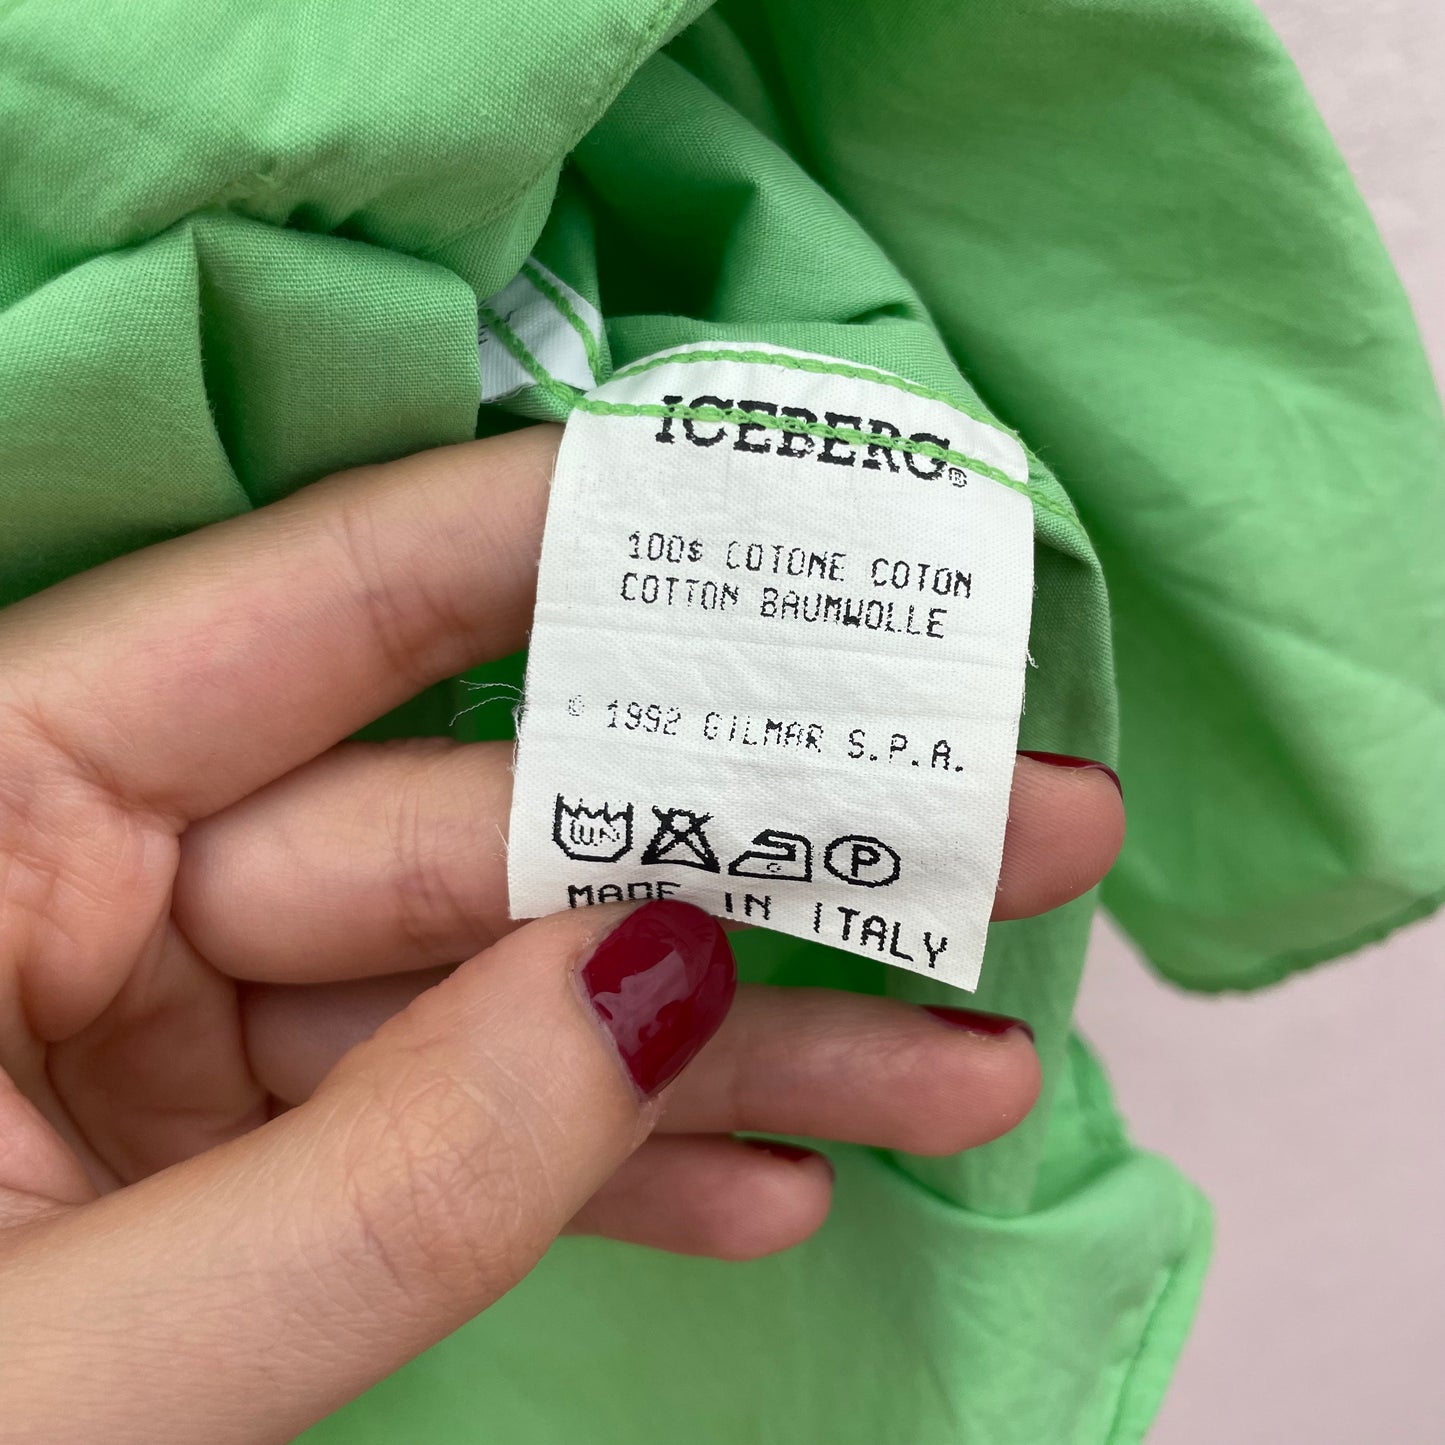 ICEBERG®
100$ COTONE COTON
COTTON BAUMWOLLE
© 1992 GILMAR S.P.A.
P
MADE IN ITALY